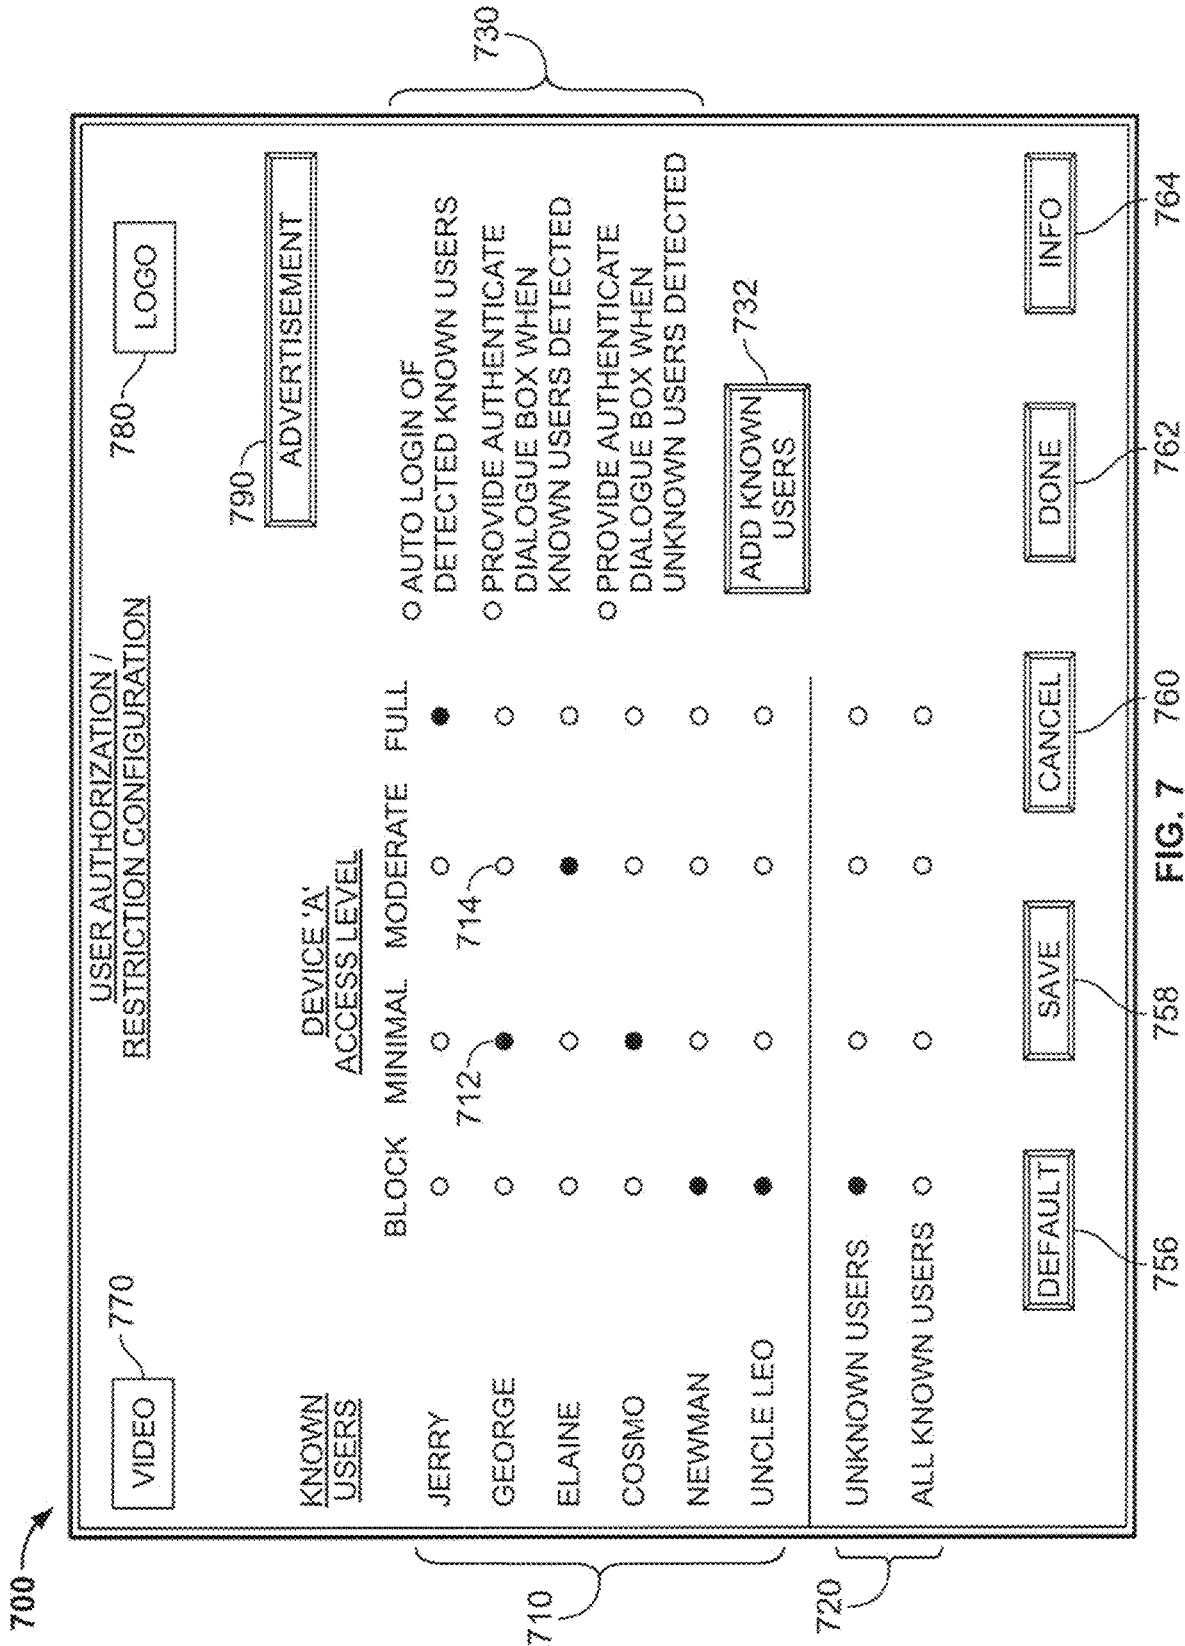 700
USER AUTHORIZATION /
RESTRICTION CONFIGURATION
VIDEO
770
780
LOGO
790
ADVERTISEMENT
KNOWN
USERS
DEVICE 'A'
ACCESS LEVEL
BLOCK MINIMAL MODERATE FULL
JERRY
GEORGE
ELAINE
COSMO
NEWMAN
UNCLE LEO
712
714
710
AUTO LOGIN OF
DETECTED KNOWN USERS
PROVIDE AUTHENTICATE
DIALOGUE BOX WHEN
KNOWN USERS DETECTED
PROVIDE AUTHENTICATE
DIALOGUE BOX WHEN
UNKNOWN USERS DETECTED
730
ADD KNOWN
USERS
732
UNKNOWN USERS
ALL KNOWN USERS
720
DEFAULT
SAVE
CANCEL
DONE
INFO
756
758
760
762
764
FIG. 7